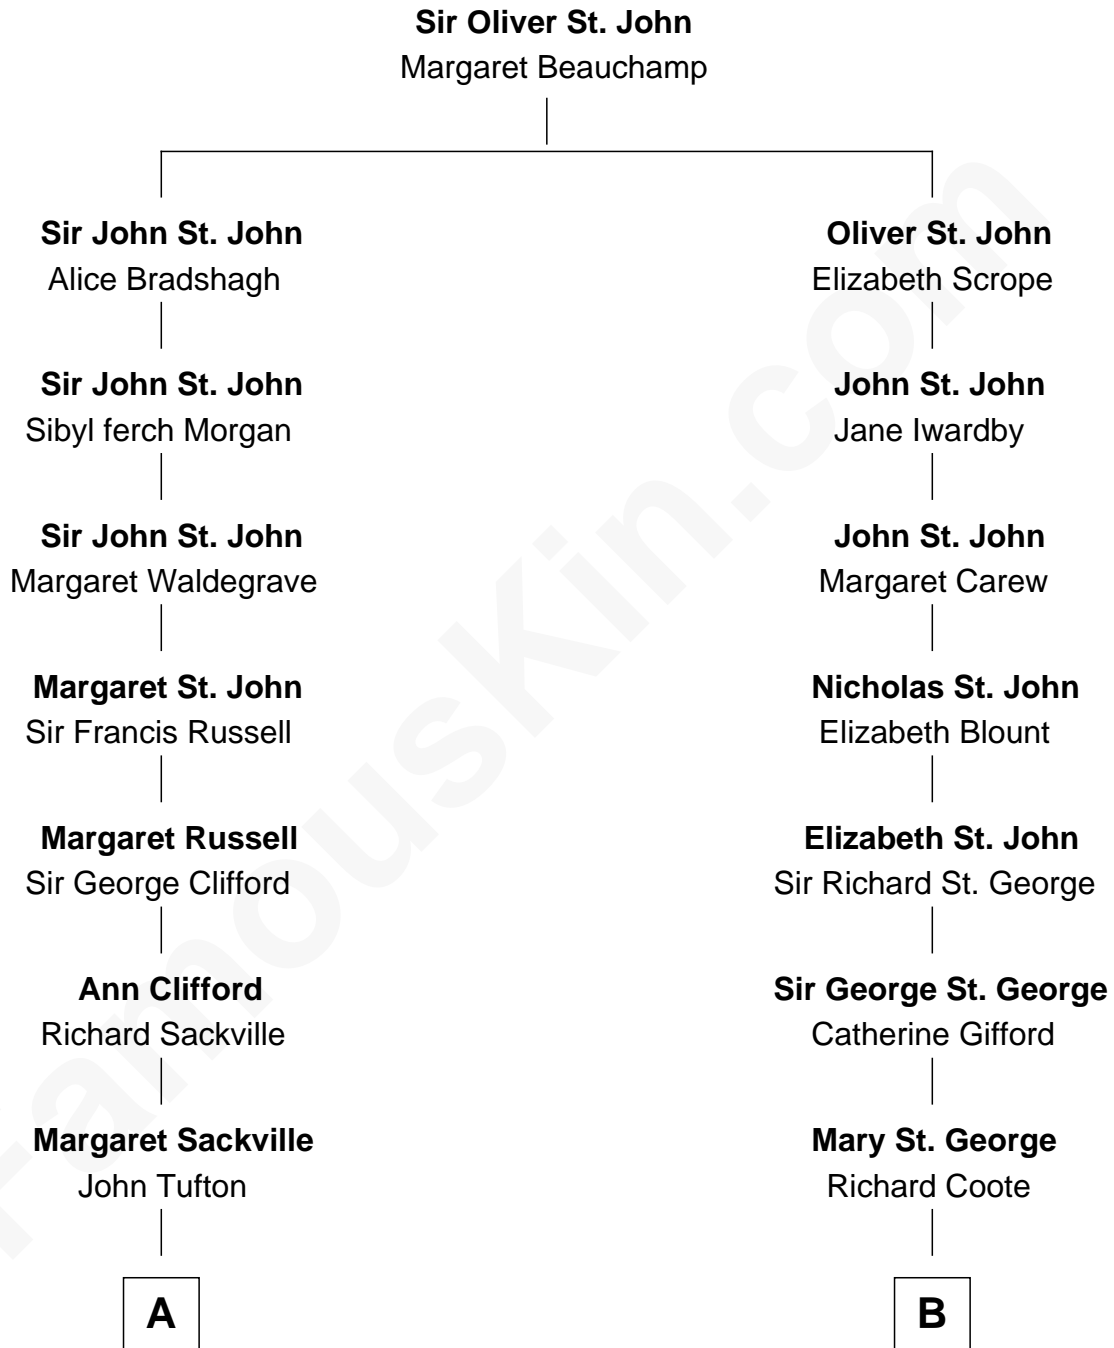 Sir Oliver St. John
Margaret Beauchamp
Sir John St. John
Alice Bradshagh
Oliver St. John
Elizabeth Scrope
Sir John St. John
Sibyl ferch Morgan
John St. John
Jane Iwardby
Sir John St. John
Margaret Waldegrave
John St. John
Margaret Carew
Margaret St. John
Sir Francis Russell
Nicholas St. John
Elizabeth Blount
Margaret Russell
Sir George Clifford
Elizabeth St. John
Sir Richard St. George
Ann Clifford
Richard Sackville
Sir George St. George
Catherine Gifford
Margaret Sackville
John Tufton
Mary St. George
Richard Coote
A
B
FamousKin.com